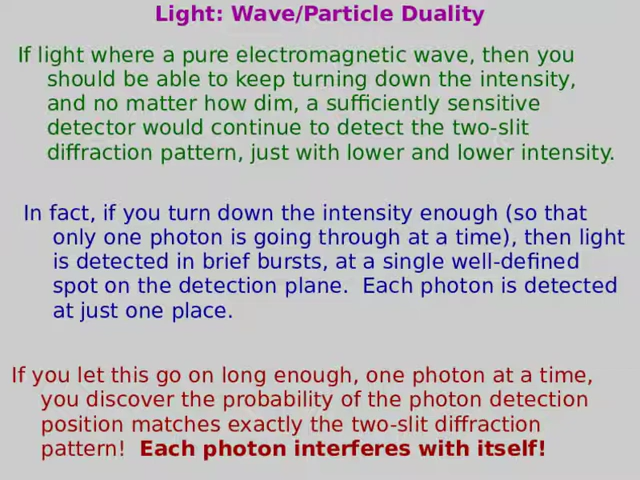 Light: Wave/Particle Duality
If light where a pure electromagnetic wave, then you
should be able to keep turning down the intensity,
and no matter how dim, a sufficiently sensitive
detector would continue to detect the two-slit
diffraction pattern, just with lower and lower intensity.
In fact, if you turn down the intensity enough (so that
only one photon is going through at a time), then light
is detected in brief bursts, at a single well-defined
spot on the detection plane. Each photon is detected
at just one place.
If you let this go on long enough, one photon at a time,
you discover the probability of the photon detection
position matches exactly the two-slit diffraction
pattern! Each photon interferes with itself!